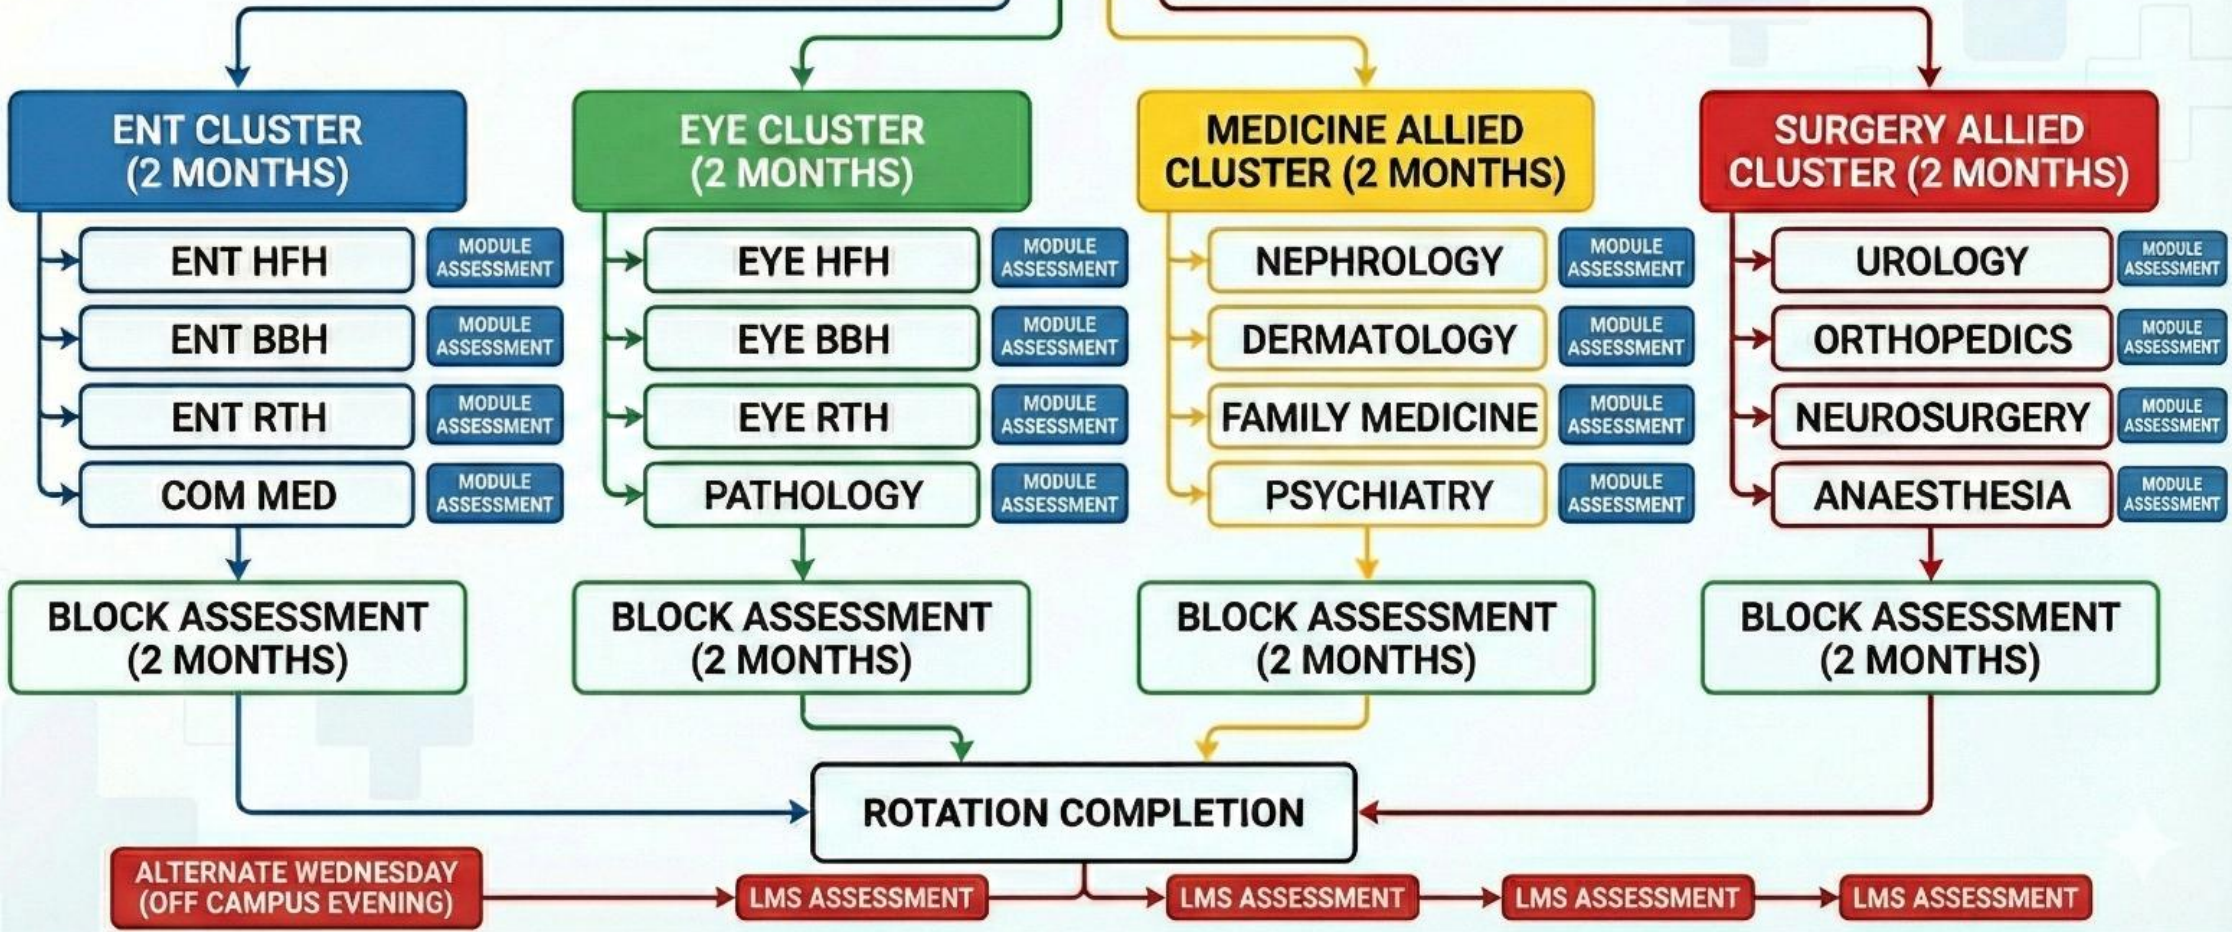 ENT CLUSTER
(2 MONTHS)
ENT HFH
MODULE
ASSESSMENT
ENT BBH
MODULE
ASSESSMENT
ENT RTH
MODULE
ASSESSMENT
COM MED
MODULE
ASSESSMENT
BLOCK ASSESSMENT
(2 MONTHS)
EYE CLUSTER
(2 MONTHS)
EYE HFH
MODULE
ASSESSMENT
EYE BBH
MODULE
ASSESSMENT
EYE RTH
MODULE
ASSESSMENT
PATHOLOGY
MODULE
ASSESSMENT
BLOCK ASSESSMENT
(2 MONTHS)
MEDICINE ALLIED
CLUSTER (2 MONTHS)
NEPHROLOGY
MODULE
ASSESSMENT
DERMATOLOGY
MODULE
ASSESSMENT
FAMILY MEDICINE
MODULE
ASSESSMENT
PSYCHIATRY
MODULE
ASSESSMENT
BLOCK ASSESSMENT
(2 MONTHS)
SURGERY ALLIED
CLUSTER (2 MONTHS)
UROLOGY
MODULE
ASSESSMENT
ORTHOPEDICS
MODULE
ASSESSMENT
NEUROSURGERY
MODULE
ASSESSMENT
ANAESTHESIA
MODULE
ASSESSMENT
BLOCK ASSESSMENT
(2 MONTHS)
ROTATION COMPLETION
ALTERNATE WEDNESDAY
(OFF CAMPUS EVENING)
LMS ASSESSMENT
LMS ASSESSMENT
LMS ASSESSMENT
LMS ASSESSMENT